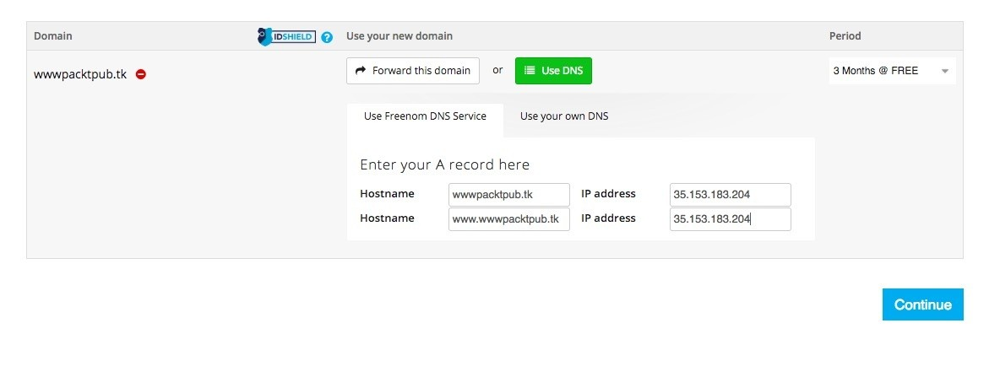 Domain IDSHIELD ? Use your new domain Period
wwwpacktpub.tk Forward this domain or Use DNS 3 Months @ FREE
Use Freenom DNS Service Use your own DNS
Enter your A record here
Hostname wwwpacktpub.tk IP address 35.153.183.204
Hostname www.wwwpacktpub.tk IP address 35.153.183.204
Continue